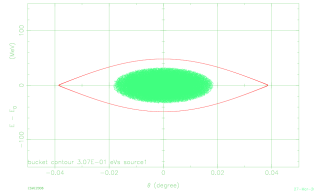 100
(MeV)
0
E − E₀
−100
bucket contour 3.07E−01 eVs source1
−0.04 −0.02 0 0.02 0.04
θ (degree)